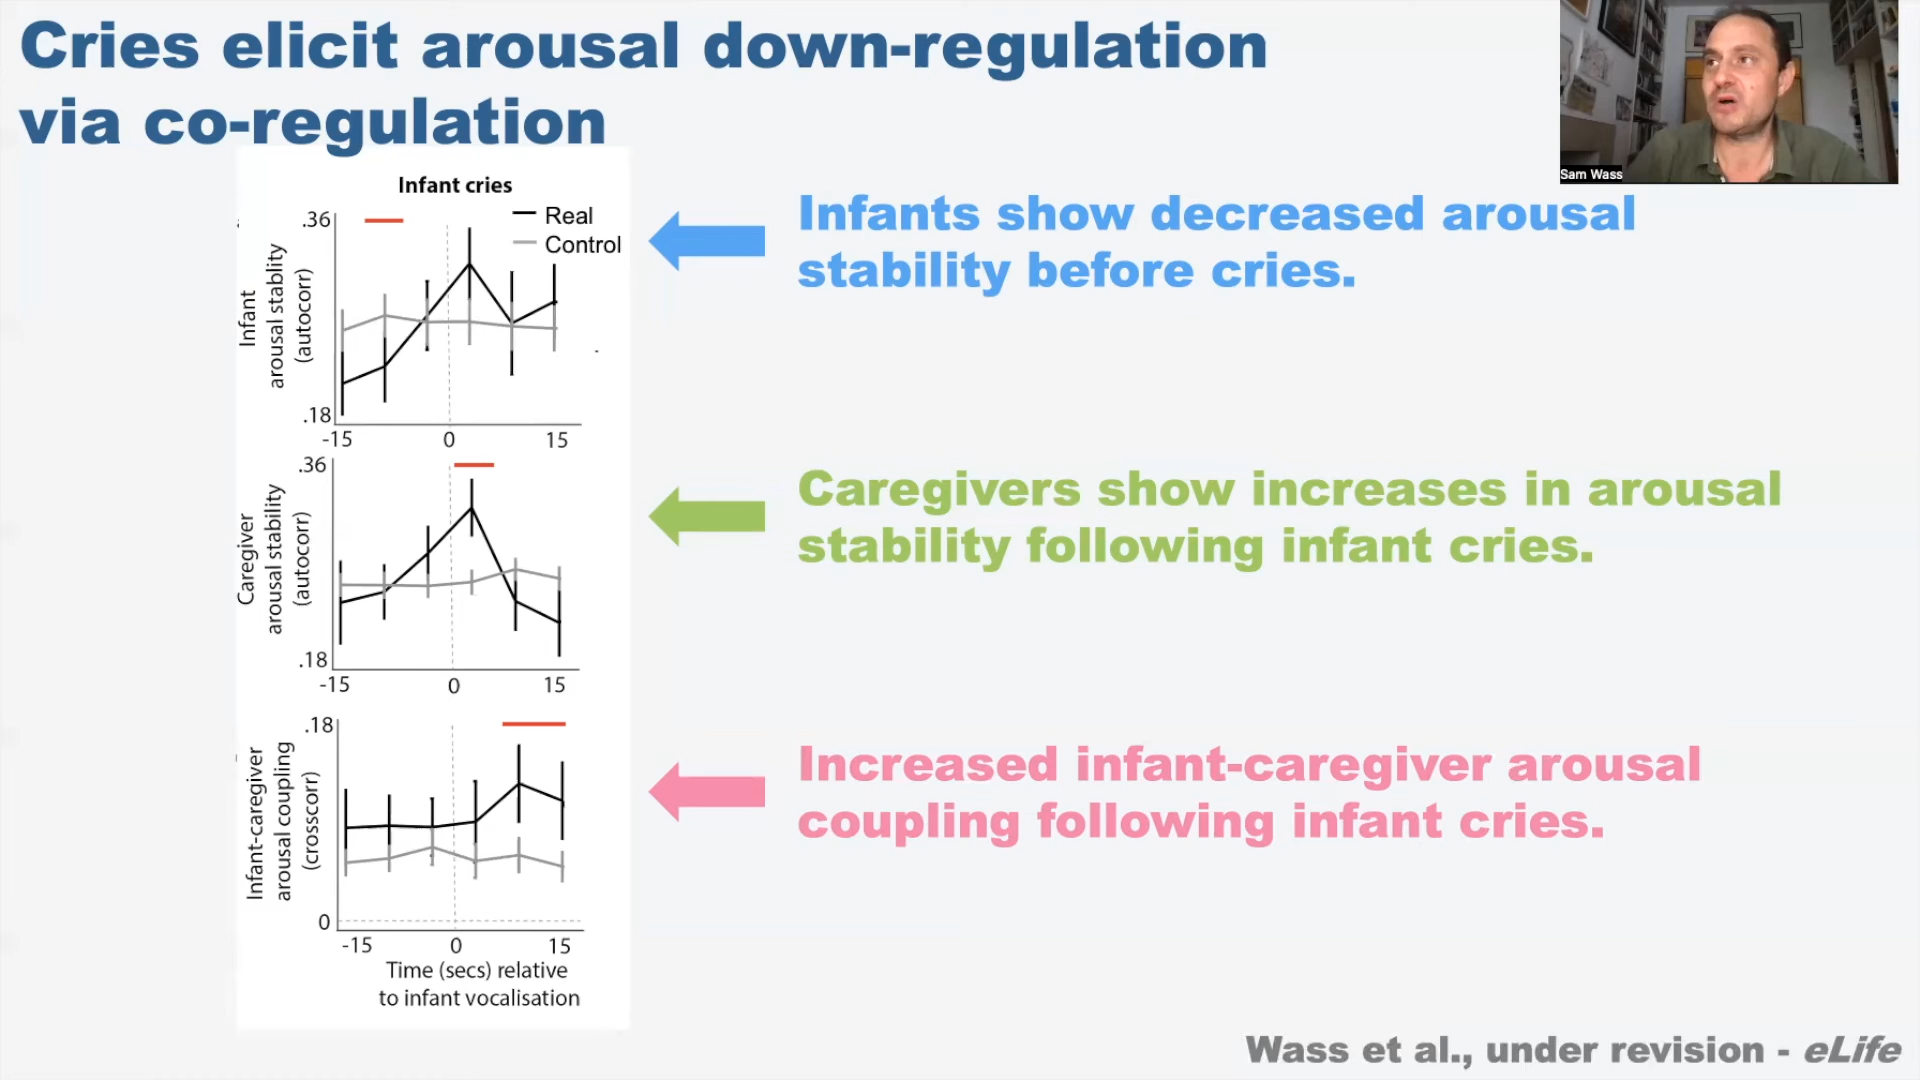 Cries elicit arousal down-regulation
via co-regulation
Sam Wass
Infant cries
Real
Control
.36
.18
Infant
arousal stablity
(autocorr)
-15 0 15
Infants show decreased arousal
stability before cries.
.36
.18
Caregiver
arousal stability
(autocorr)
-15 0 15
Caregivers show increases in arousal
stability following infant cries.
.18
0
Infant-caregiver
arousal coupling
(crosscorr)
-15 0 15
Time (secs) relative
to infant vocalisation
Increased infant-caregiver arousal
coupling following infant cries.
Wass et al., under revision - eLife